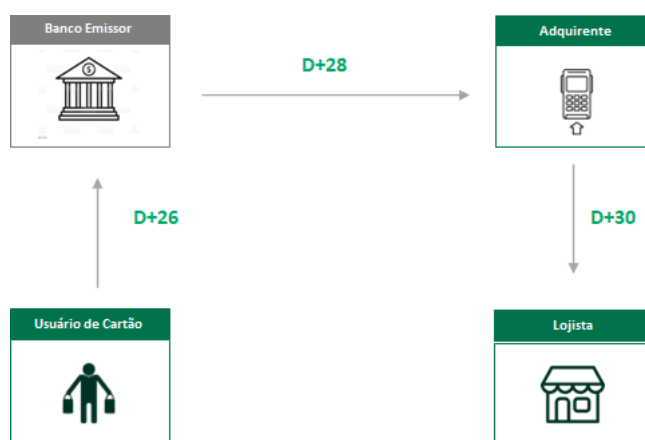 Banco Emissor
Adquirente
D+28
D+26
D+30
Usuário de Cartão
Lojista